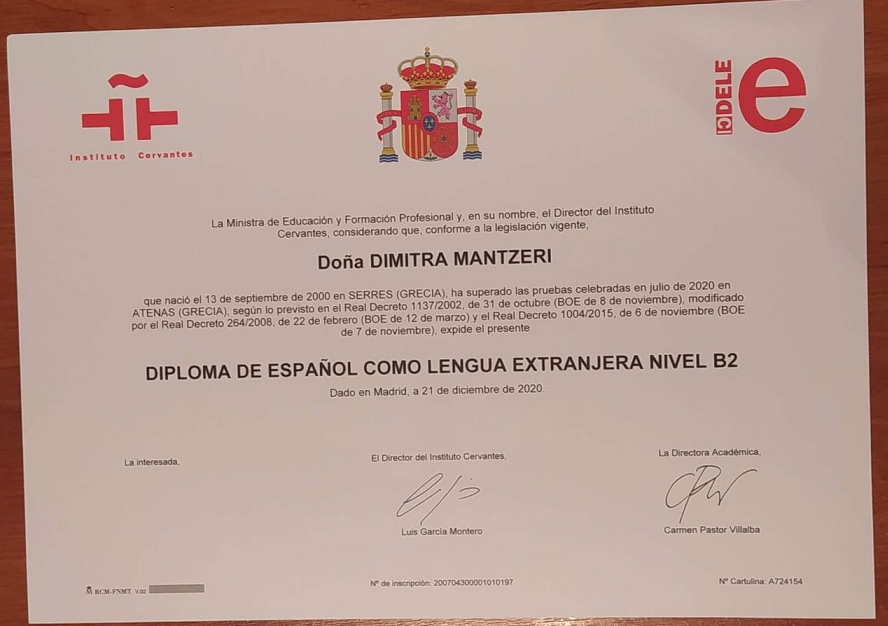 Instituto Cervantes
DELE
e
La Ministra de Educación y Formación Profesional y, en su nombre, el Director del Instituto
Cervantes, considerando que, conforme a la legislación vigente,
Doña DIMITRA MANTZERI
que nació el 13 de septiembre de 2000 en SERRES (GRECIA), ha superado las pruebas celebradas en julio de 2020 en
ATENAS (GRECIA), según lo previsto en el Real Decreto 1137/2002, de 31 de octubre (BOE de 8 de noviembre), modificado
por el Real Decreto 264/2008, de 22 de febrero (BOE de 12 de marzo) y el Real Decreto 1004/2015, de 6 de noviembre (BOE
de 7 de noviembre), expide el presente
DIPLOMA DE ESPAÑOL COMO LENGUA EXTRANJERA NIVEL B2
Dado en Madrid, a 21 de diciembre de 2020.
La interesada,
El Director del Instituto Cervantes,
La Directora Académica,
Luis García Montero
Carmen Pastor Villalba
RCM-FNMT V.02
Nº de inscripción: 200704300001010197
Nº Cartulina: A724154